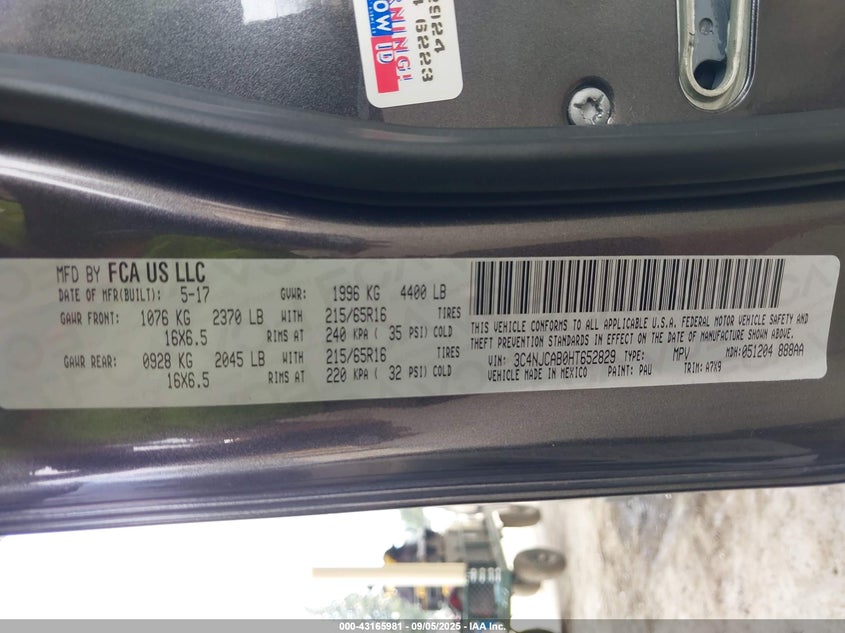 2924
16223
RNING!
OW ID
MFD BY FCA US LLC
DATE OF MFR(BUILT): 5-17 GVWR: 1996 KG 4400 LB
GAWR FRONT: 1076 KG 2370 LB WITH 215/65R16 TIRES
16X6.5 RIMS AT 240 KPA ( 35 PSI) COLD
GAWR REAR: 0928 KG 2045 LB WITH 215/65R16 TIRES
16X6.5 RIMS AT 220 KPA ( 32 PSI) COLD
THIS VEHICLE CONFORMS TO ALL APPLICABLE U.S.A. FEDERAL MOTOR VEHICLE SAFETY AND
THEFT PREVENTION STANDARDS IN EFFECT ON THE DATE OF MANUFACTURE SHOWN ABOVE.
VIN: 3C4NJCAB0HT652829 TYPE: MPV MDH:051204 888AA
VEHICLE MADE IN MEXICO PAINT: PAU TRIM:A7X9
000-43165981 - 09/05/2025 - IAA Inc.